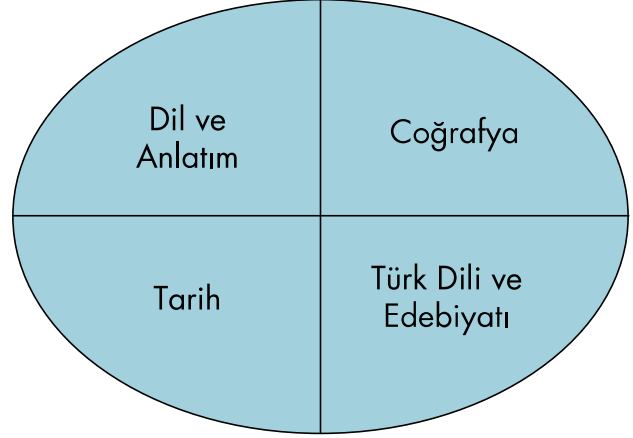 Dil ve
Anlatım
Coğrafya
Tarih
Türk Dili ve
Edebiyatı